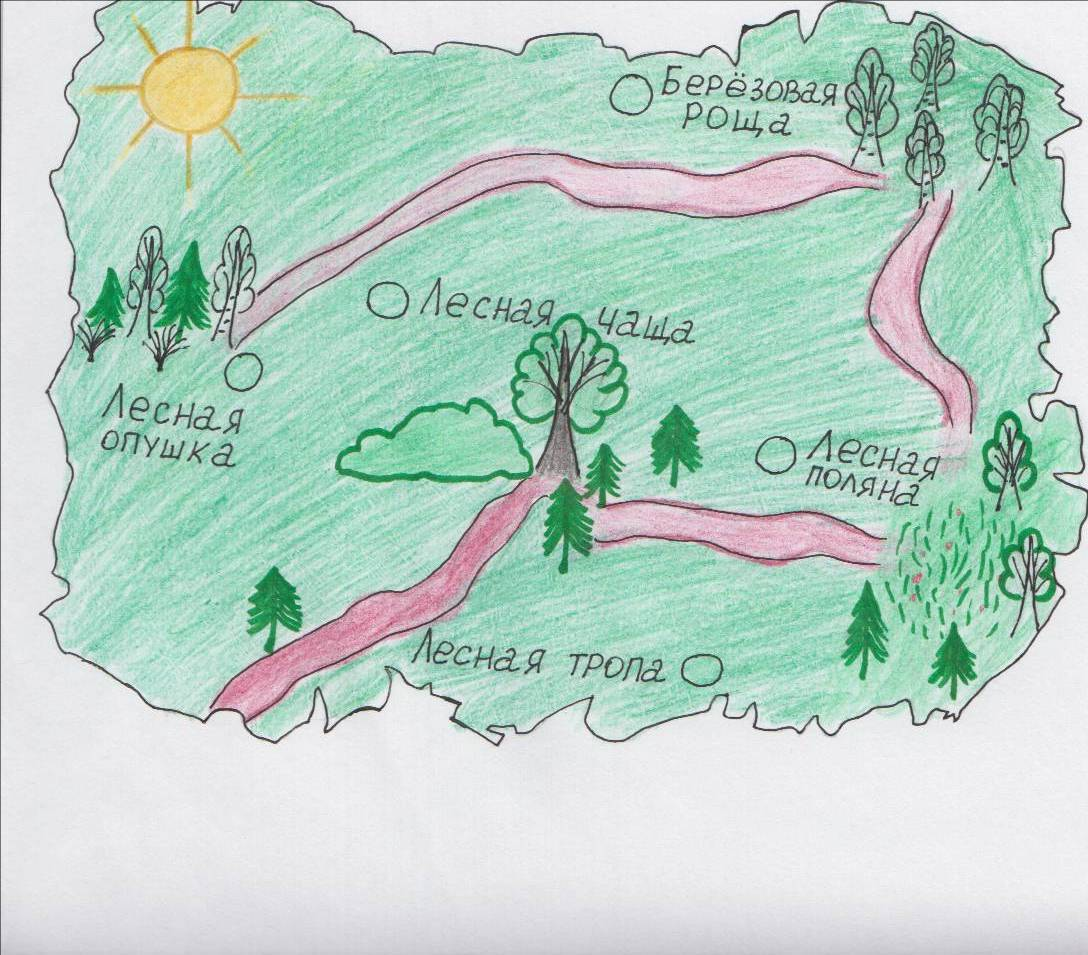 Берёзовая
роща
Лесная чаща
Лесная
опушка
Лесная
поляна
Лесная тропа